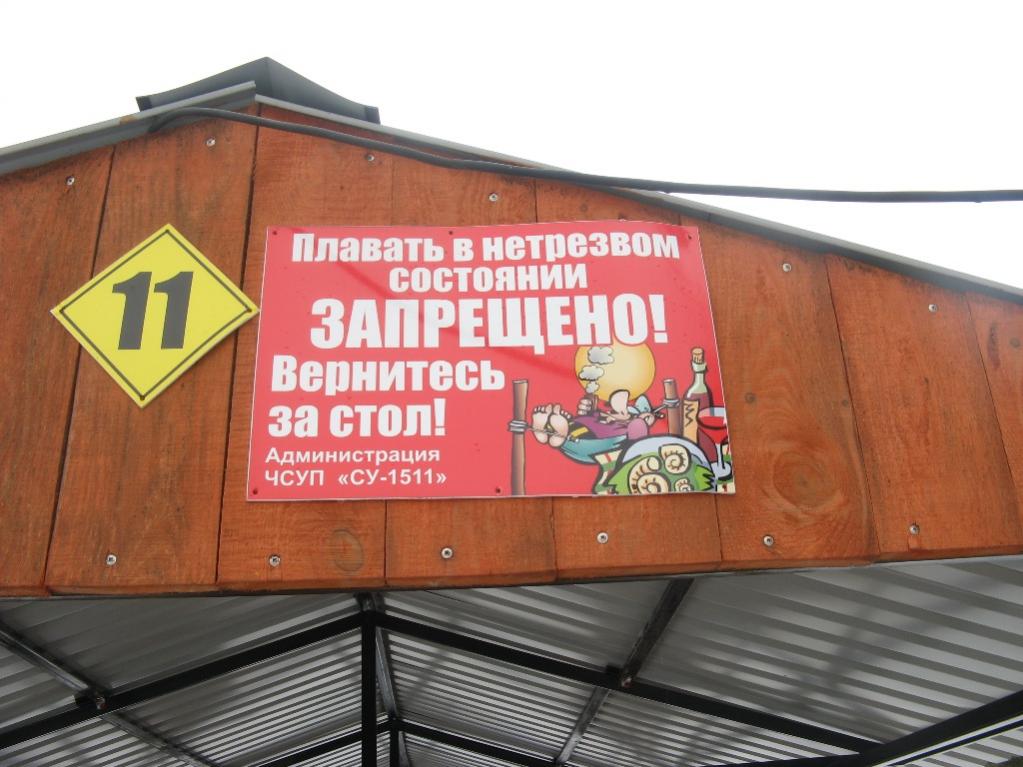 11
Плавать в нетрезвом
состоянии
ЗАПРЕЩЕНО!
Вернитесь
за стол!
Администрация
ЧСУП «СУ-1511»